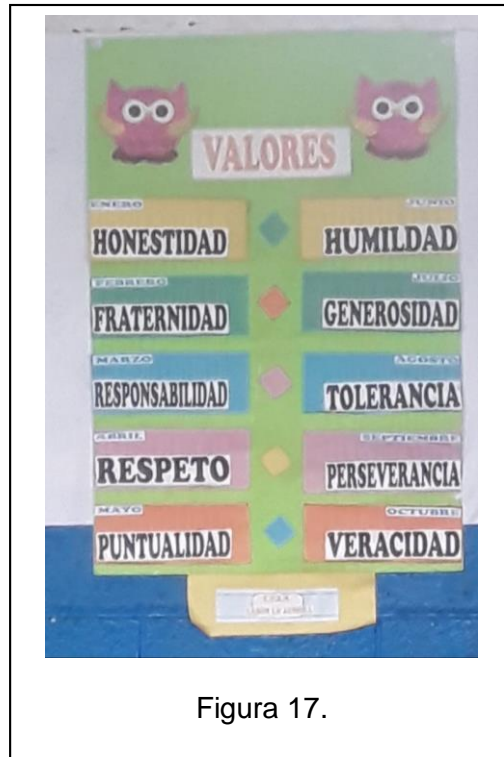 VALORES
ENERO
HONESTIDAD
FEBRERO
FRATERNIDAD
MARZO
RESPONSABILIDAD
ABRIL
RESPETO
MAYO
PUNTUALIDAD
JUNIO
HUMILDAD
JULIO
GENEROSIDAD
AGOSTO
TOLERANCIA
SEPTIEMBRE
PERSEVERANCIA
OCTUBRE
VERACIDAD
Figura 17.